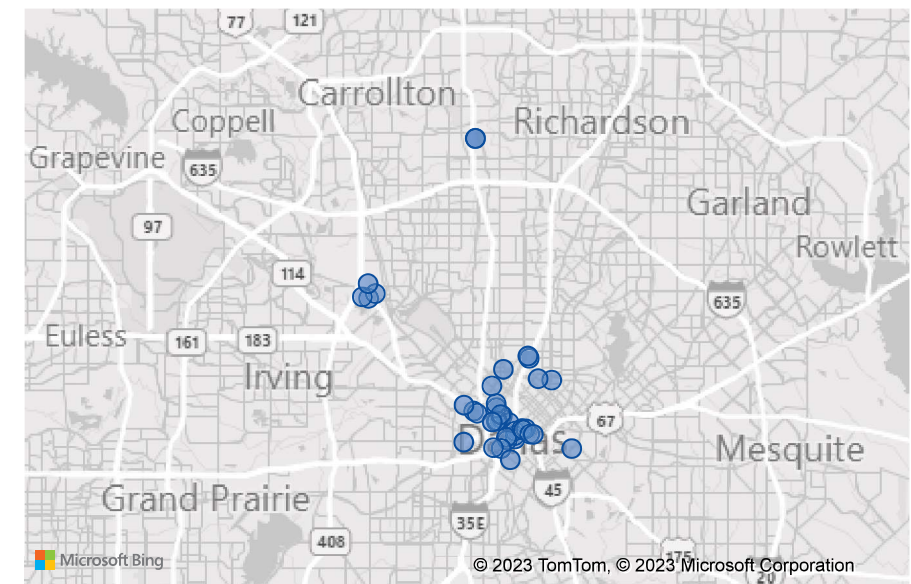 77
121
Carrollton
Coppell
Richardson
Grapevine
635
Garland
97
Rowlett
114
635
Euless
161
183
Irving
67
Dallas
Mesquite
45
Grand Prairie
35E
408
175
Microsoft Bing
© 2023 TomTom, © 2023 Microsoft Corporation